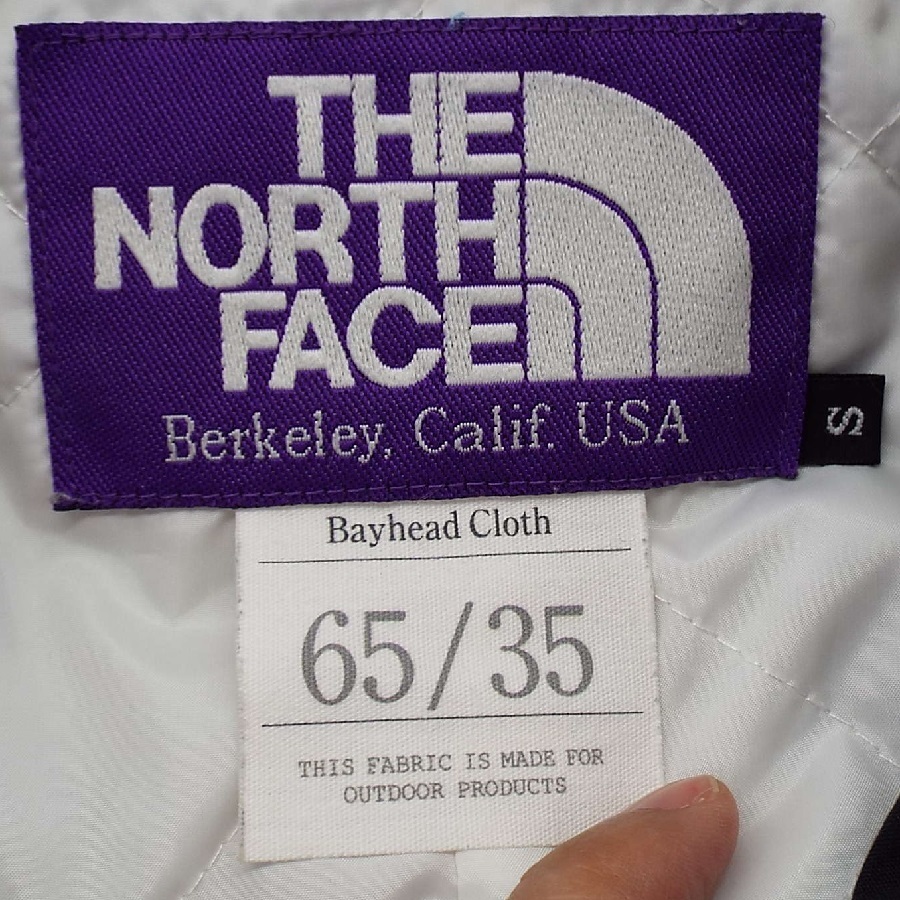 THE
NORTH
FACE
Berkeley, Calif. USA
S
Bayhead Cloth
65/35
THIS FABRIC IS MADE FOR
OUTDOOR PRODUCTS